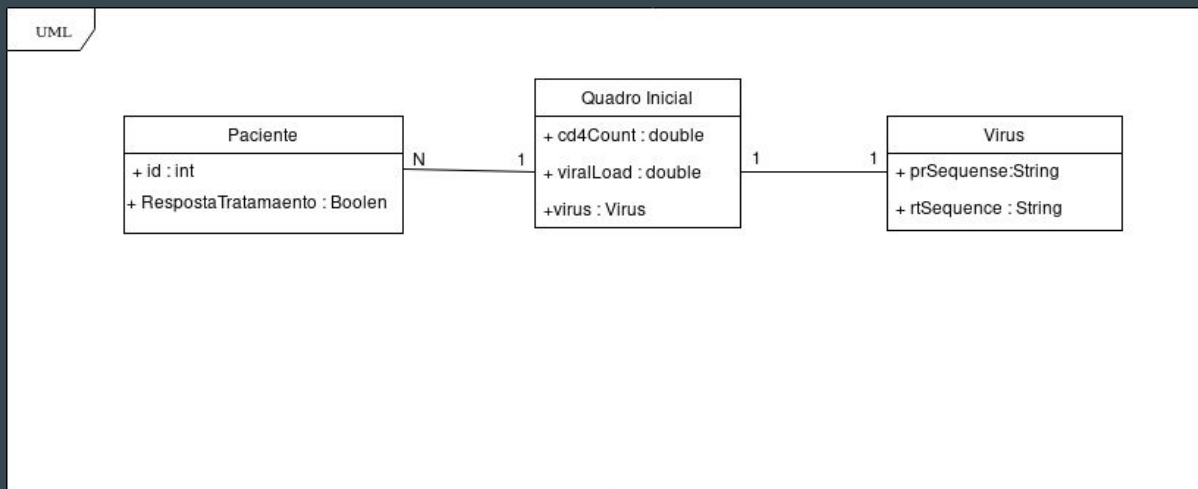 UML
Paciente
+ id : int
+ RespostaTratamaento : Boolen
N
1
Quadro Inicial
+ cd4Count : double
+ viralLoad : double
+virus : Virus
1
1
Virus
+ prSequense:String
+ rtSequence : String